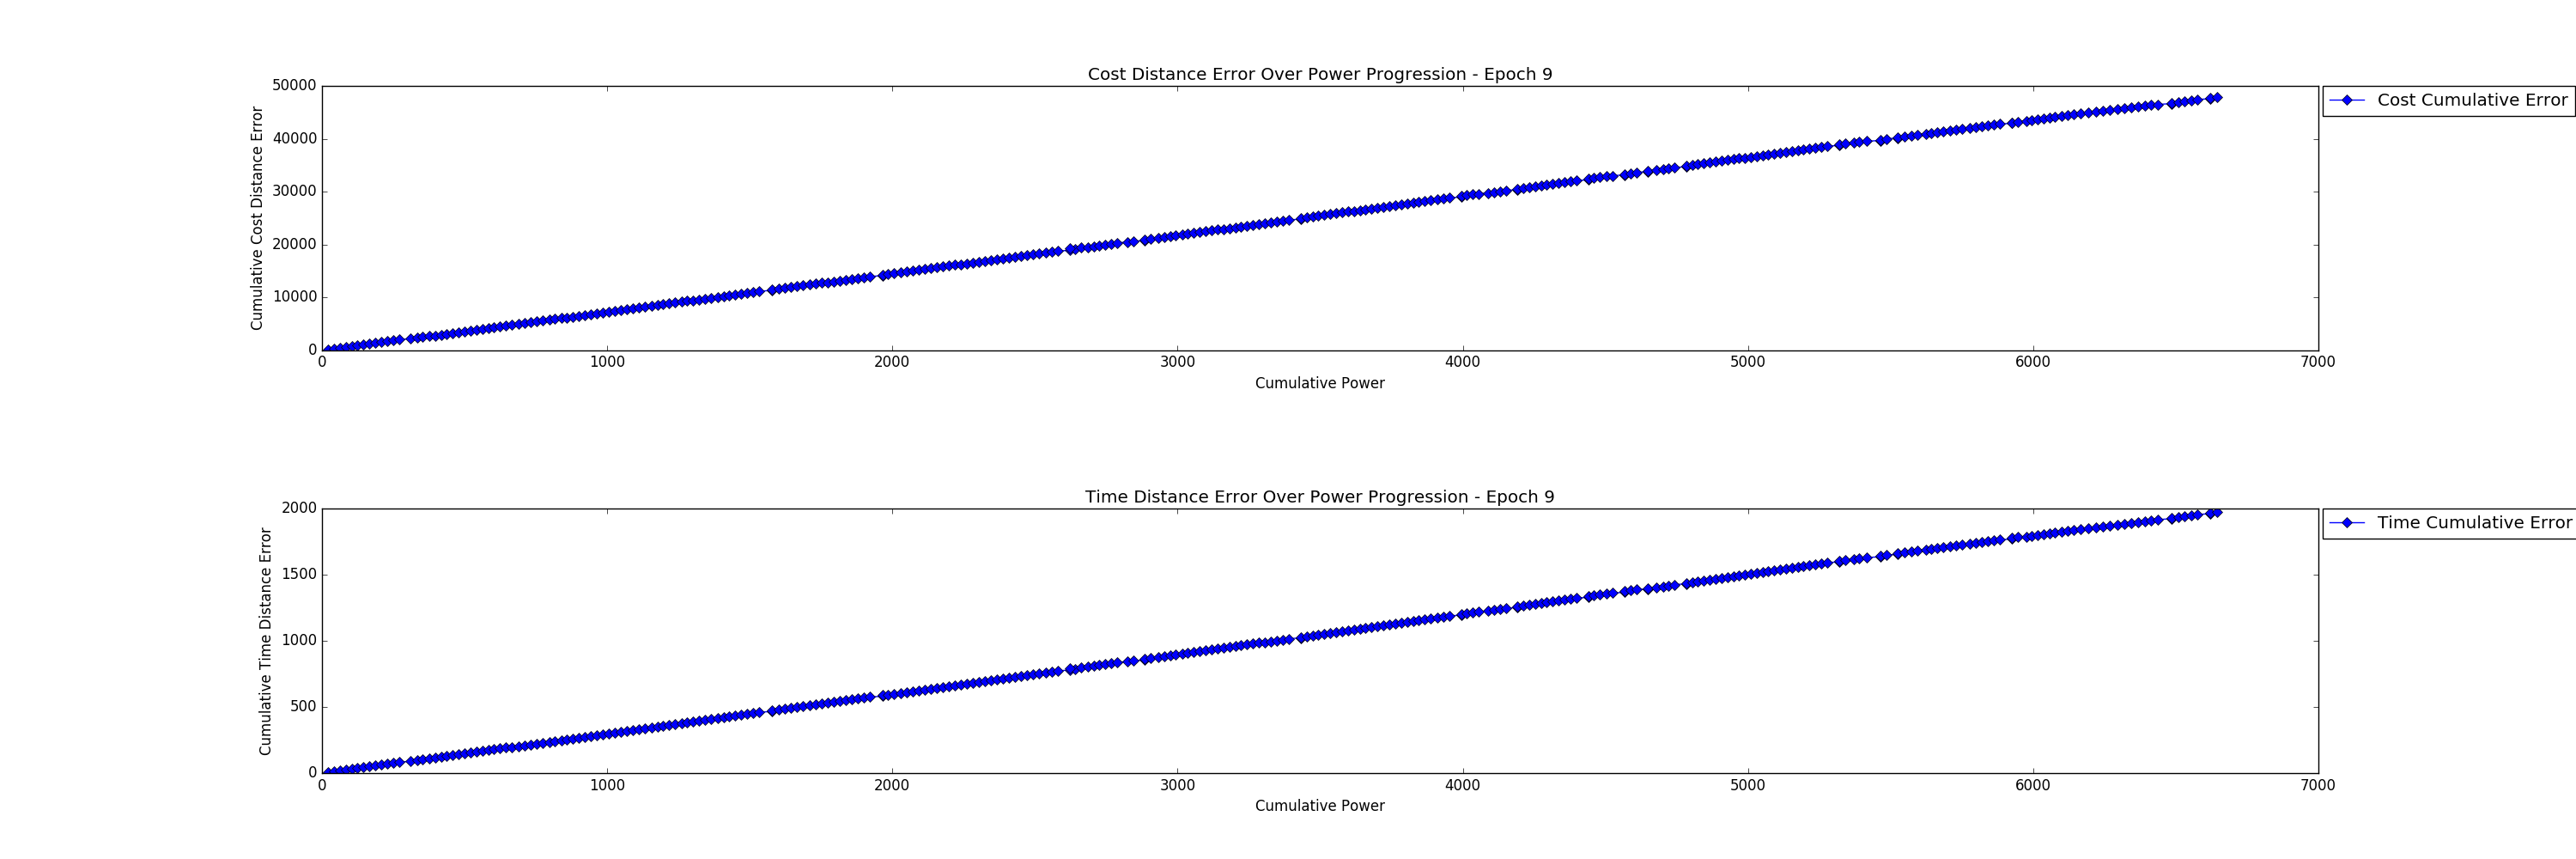 Cost Distance Error Over Power Progression - Epoch 9
50000
40000
30000
20000
10000
0
Cumulative Cost Distance Error
0 1000 2000 3000 4000 5000 6000 7000
Cumulative Power
Cost Cumulative Error
Time Distance Error Over Power Progression - Epoch 9
2000
1500
1000
500
0
Cumulative Time Distance Error
0 1000 2000 3000 4000 5000 6000 7000
Cumulative Power
Time Cumulative Error